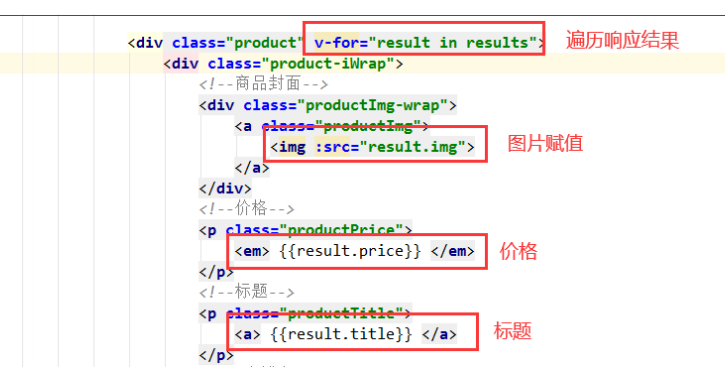 <div class="product" v-for="result in results"> 遍历响应结果
<div class="product-iWrap">
<!--商品封面-->
<div class="productImg-wrap">
<a class="productImg">
<img :src="result.img"> 图片赋值
</a>
</div>
<!--价格-->
<p class="productPrice">
<em> {{result.price}} </em> 价格
</p>
<!--标题-->
<p class="productTitle">
<a> {{result.title}} </a> 标题
</p>